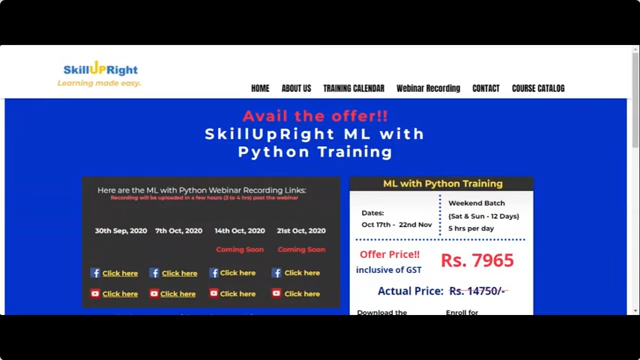 SkillUpRight
Learning made easy.
HOME ABOUT US TRAINING CALENDAR Webinar Recording CONTACT COURSE CATALOG
Avail the offer!!
SkillUpRight ML with
Python Training
Here are the ML with Python Webinar Recording Links:
Recording will be uploaded in a few hours (3 to 4 hrs) post the webinar
30th Sep, 2020 7th Oct, 2020 14th Oct, 2020 21st Oct, 2020
Coming Soon Coming Soon
Click here Click here Click here Click here
Click here Click here Click here Click here
ML with Python Training
Dates:
Oct 17th - 22nd Nov
Weekend Batch
(Sat & Sun - 12 Days)
5 hrs per day
Offer Price!!
inclusive of GST
Rs. 7965
Actual Price: Rs. 14750/-
Download the Enroll for